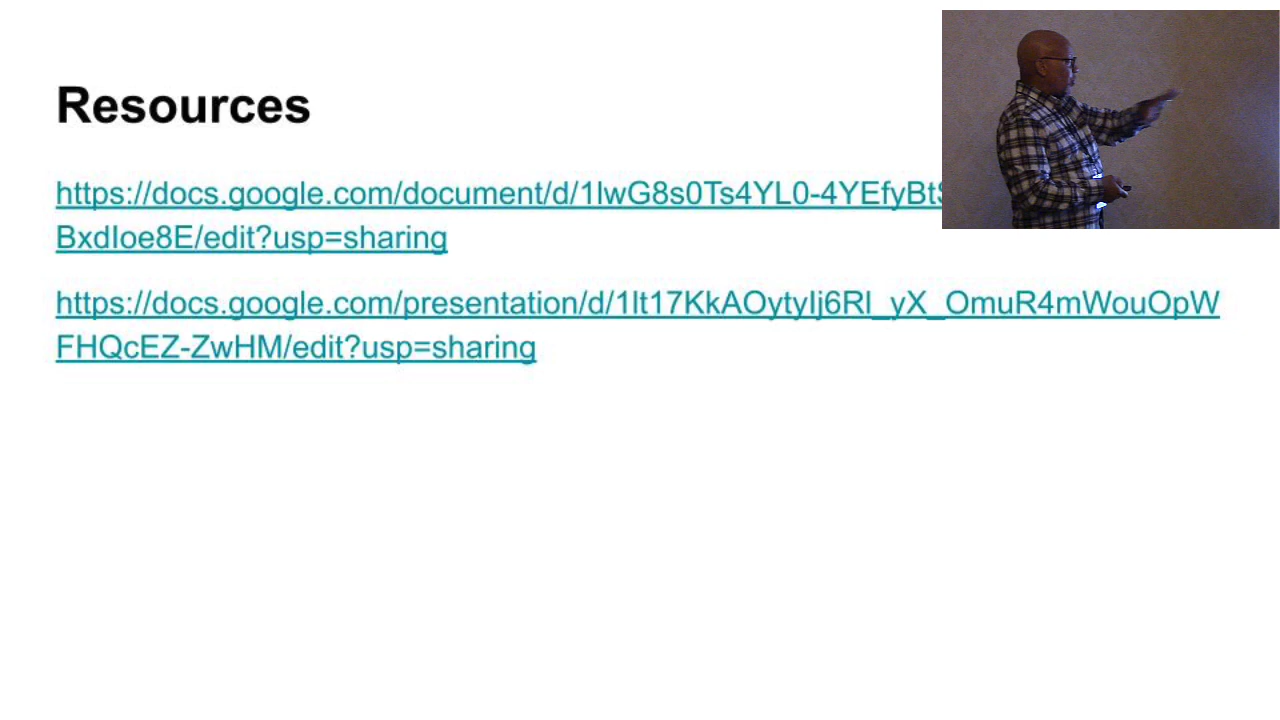 Resources
https://docs.google.com/document/d/1lwG8s0Ts4YL0-4YEfyBt
BxdIoe8E/edit?usp=sharing
https://docs.google.com/presentation/d/1lt17KkAOytyIj6Rl_yX_OmuR4mWouOpW
FHQcEZ-ZwHM/edit?usp=sharing